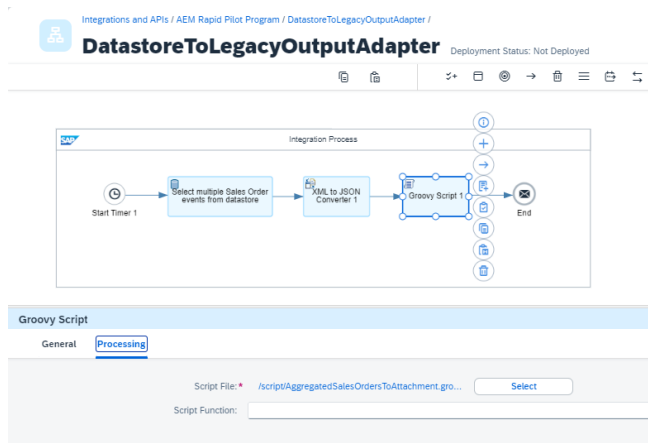 Integrations and APIs / AEM Rapid Pilot Program / DatastoreToLegacyOutputAdapter /
DatastoreToLegacyOutputAdapter Deployment Status: Not Deployed
SAP Integration Process
Select multiple Sales Order
events from datastore
XML to JSON
Converter 1
Groovy Script 1
Start Timer 1
End
Groovy Script
General Processing
Script File:* /script/AggregatedSalesOrdersToAttachment.gro... Select
Script Function: